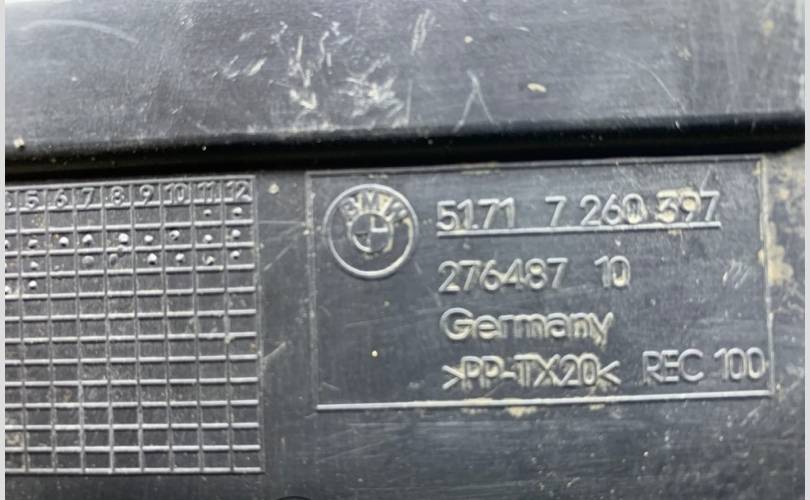 5 6 7 8 9 10 11 12
BMW
51.71 7 260 397
276487 10
Germany
>PP-TX20< REC 100